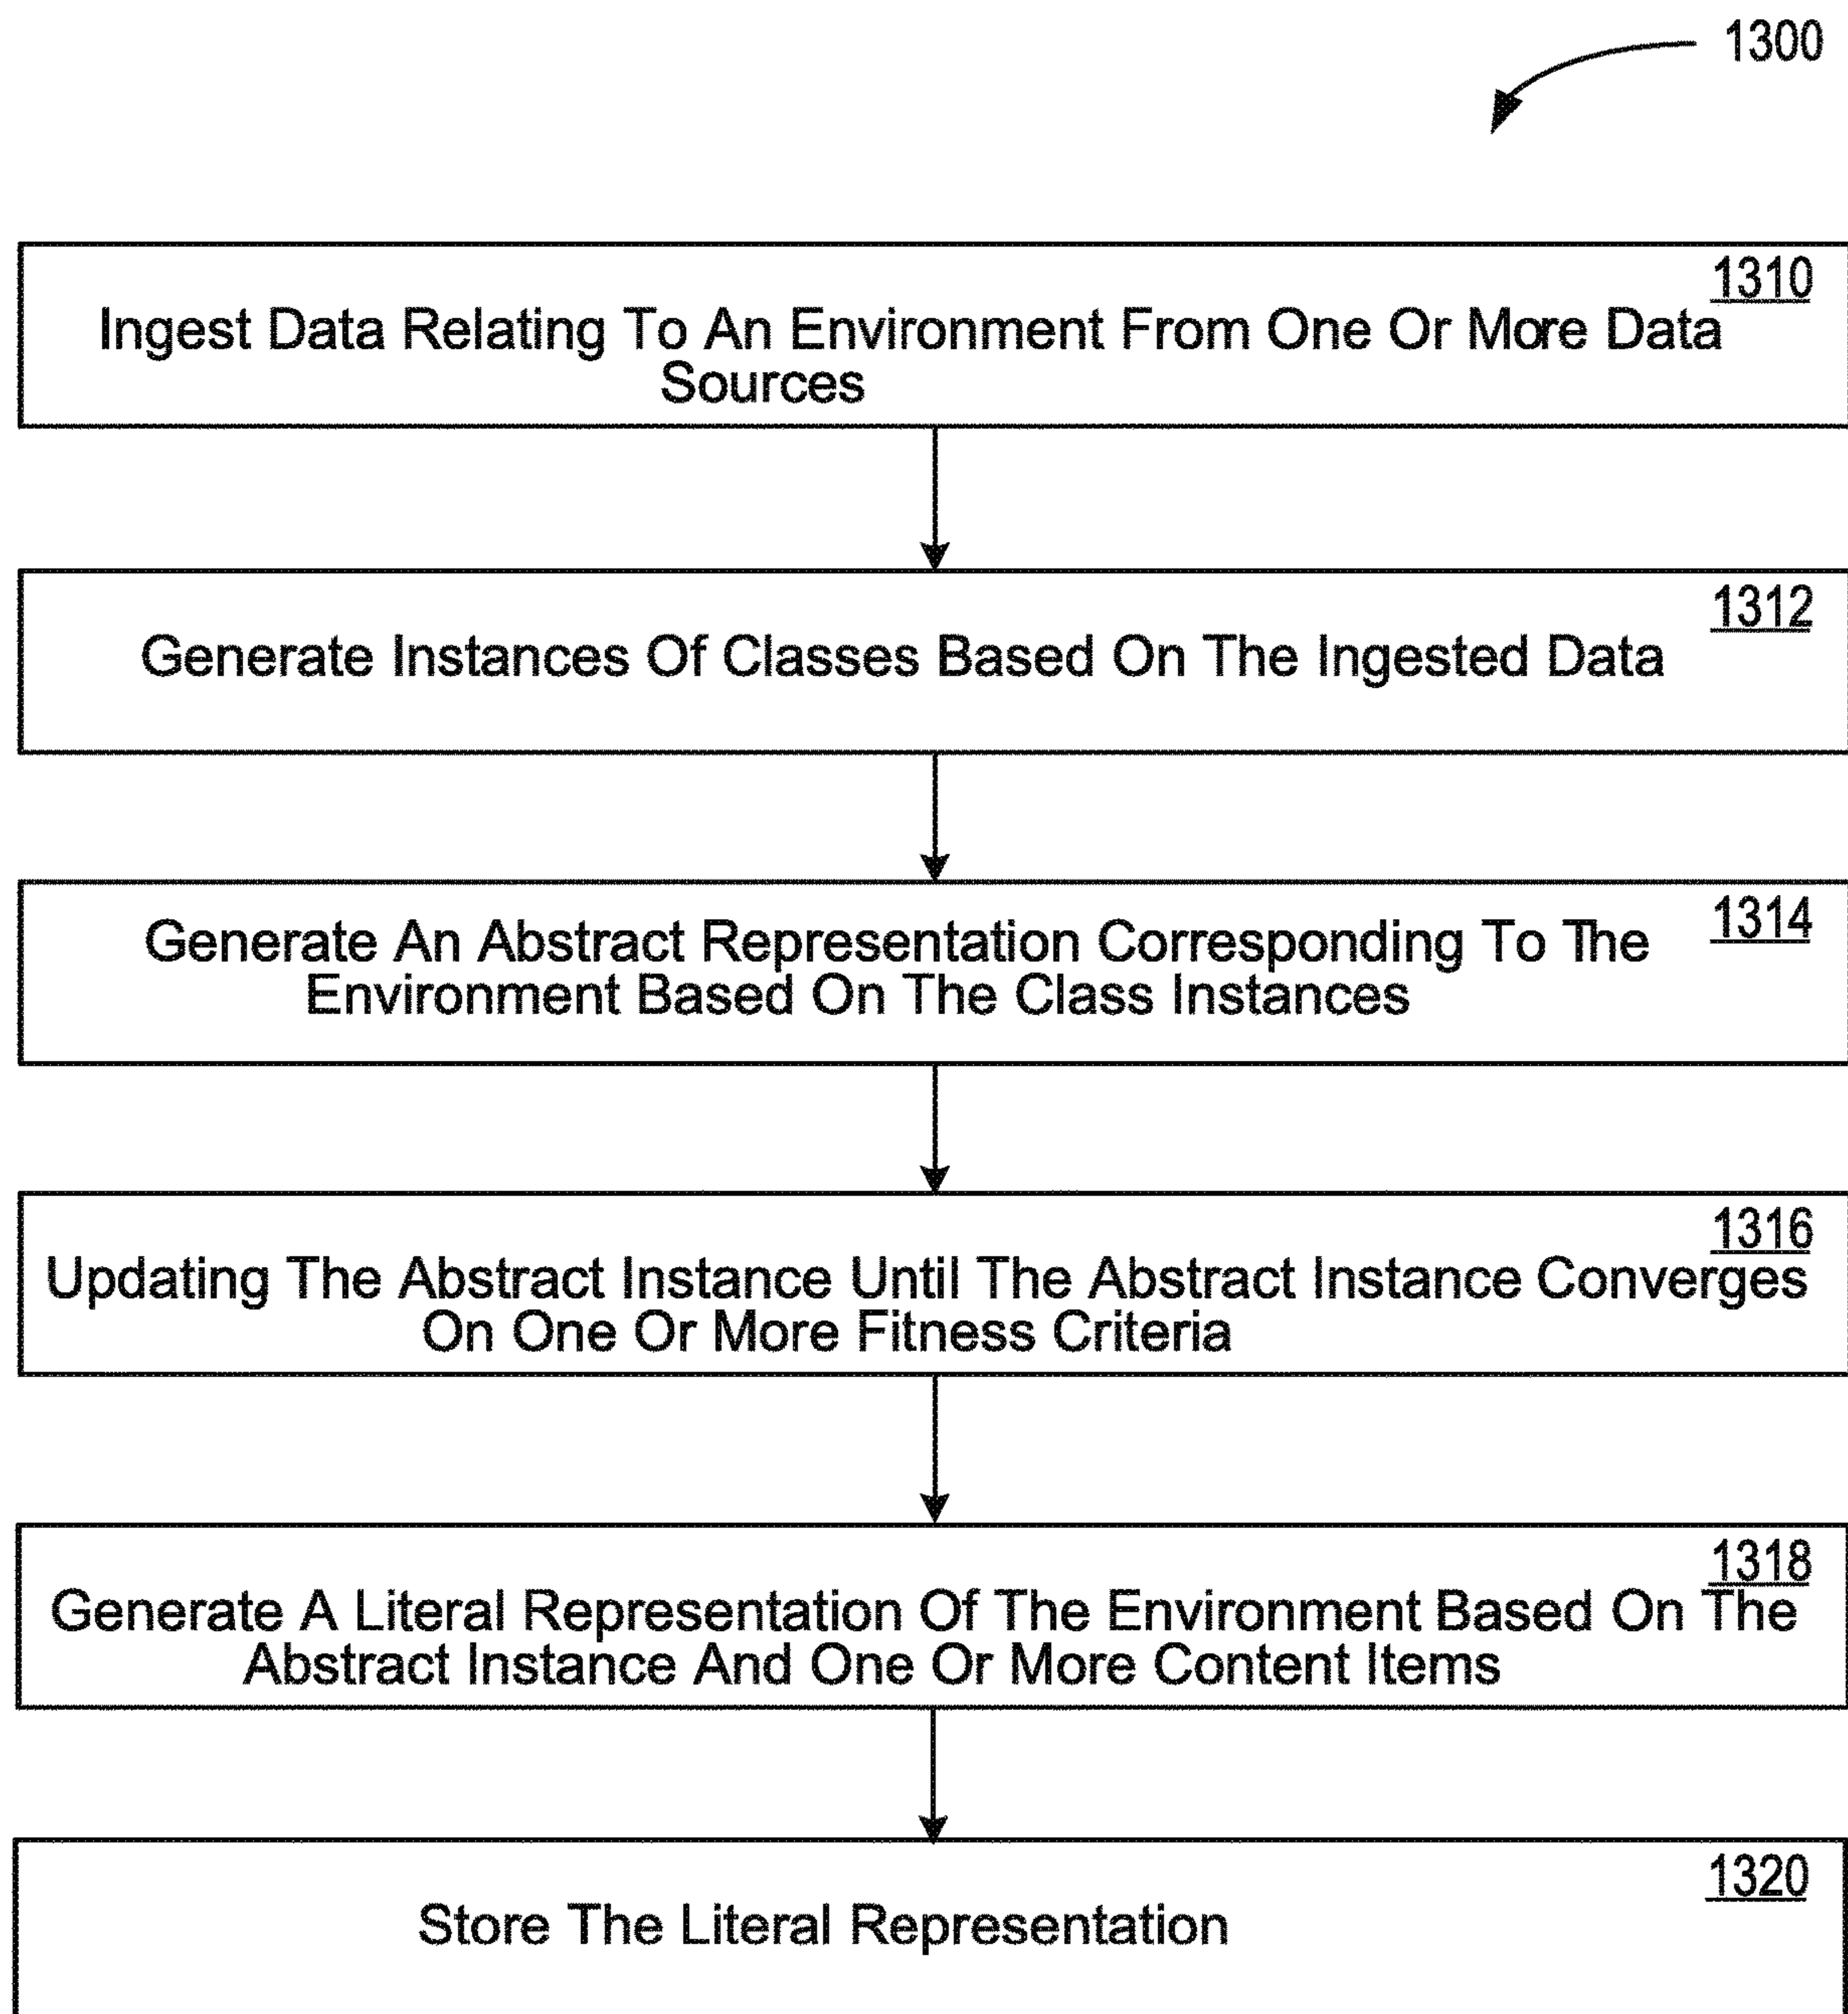 1300
1310
Ingest Data Relating To An Environment From One Or More Data
Sources
1312
Generate Instances Of Classes Based On The Ingested Data
1314
Generate An Abstract Representation Corresponding To The
Environment Based On The Class Instances
1316
Updating The Abstract Instance Until The Abstract Instance Converges
On One Or More Fitness Criteria
1318
Generate A Literal Representation Of The Environment Based On The
Abstract Instance And One Or More Content Items
1320
Store The Literal Representation